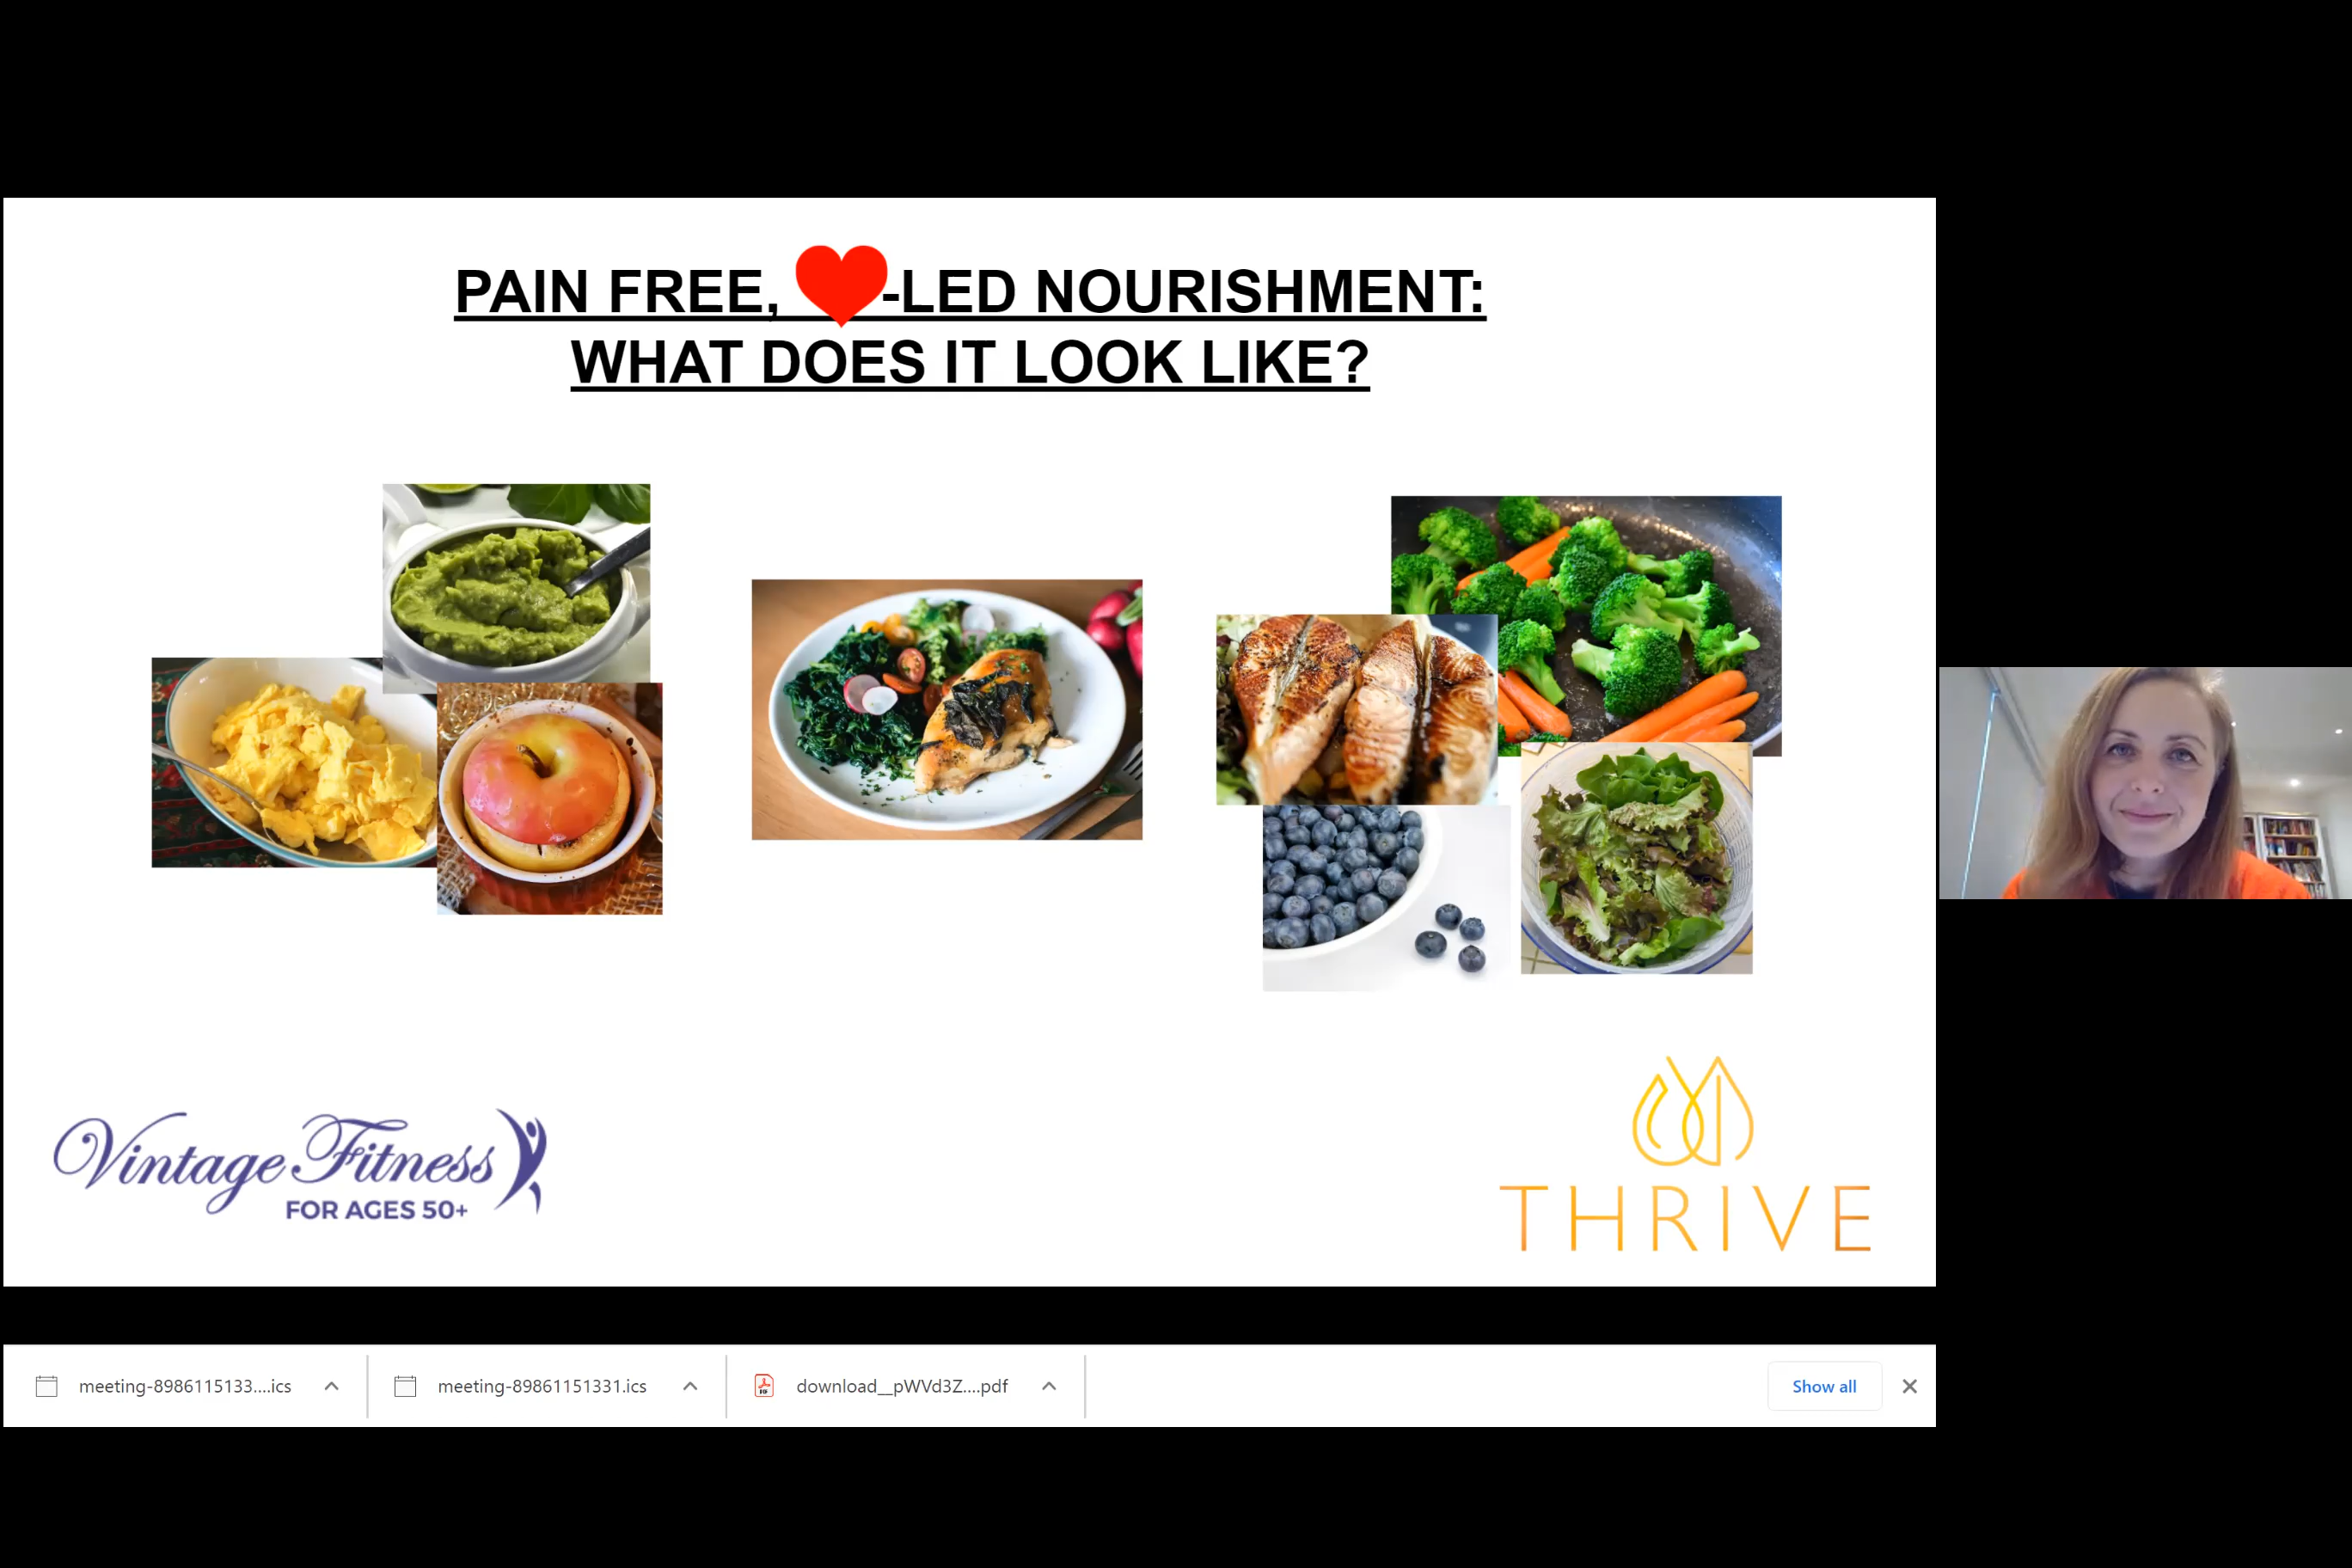 PAIN FREE, ❤-LED NOURISHMENT:
WHAT DOES IT LOOK LIKE?
Vintage Fitness
FOR AGES 50+
THRIVE
meeting-8986115133....ics
meeting-89861151331.ics
download__pWVd3Z....pdf
Show all